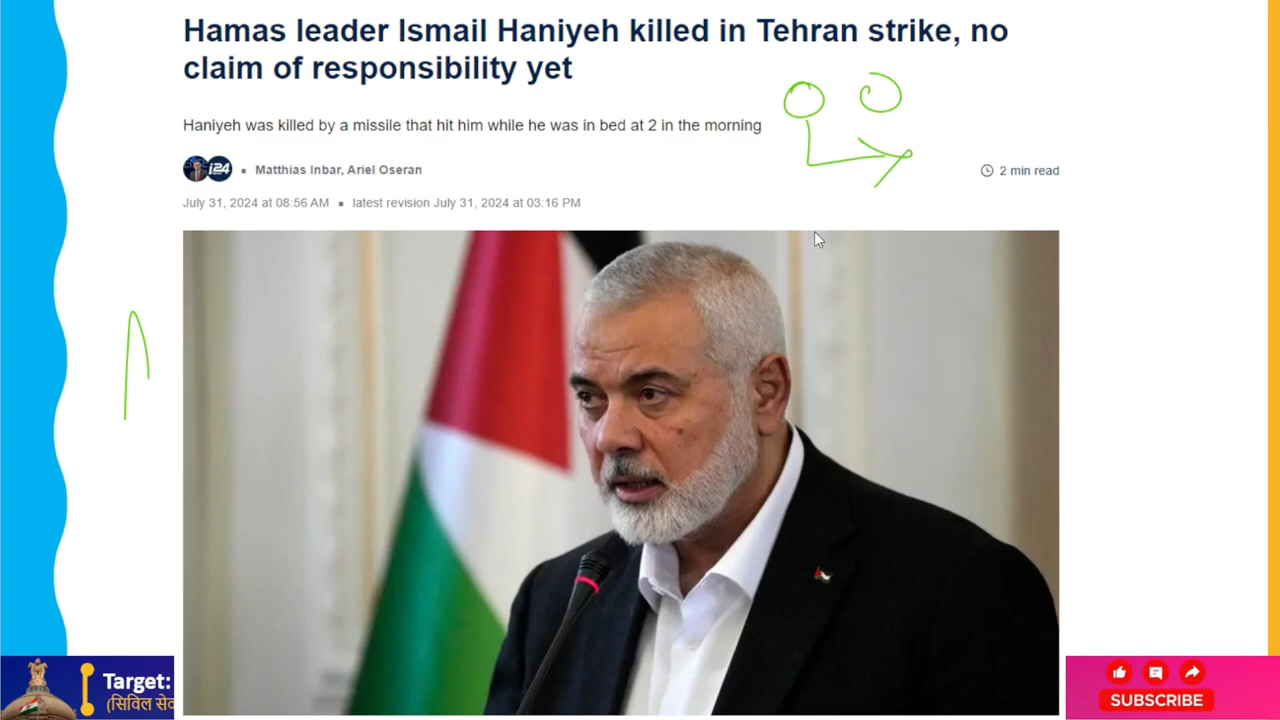 Hamas leader Ismail Haniyeh killed in Tehran strike, no
claim of responsibility yet
Haniyeh was killed by a missile that hit him while he was in bed at 2 in the morning
i24
Matthias Inbar, Ariel Oseran
2 min read
July 31, 2024 at 08:56 AM ▪ latest revision July 31, 2024 at 03:16 PM
Target:
(सिविल सेव
SUBSCRIBE